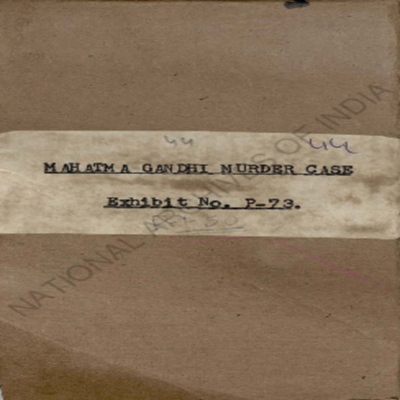 44 44
MAHATMA GANDHI MURDER CASE
Exhibit No. P-73.
NATIONAL ARCHIVES OF INDIA